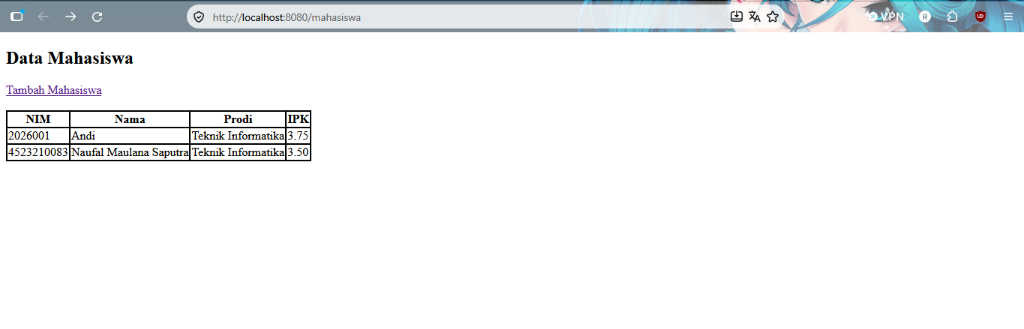 http://localhost:8080/mahasiswa VPN R
Data Mahasiswa
Tambah Mahasiswa
NIM Nama Prodi IPK
2026001 Andi Teknik Informatika 3.75
4523210083 Naufal Maulana Saputra Teknik Informatika 3.50